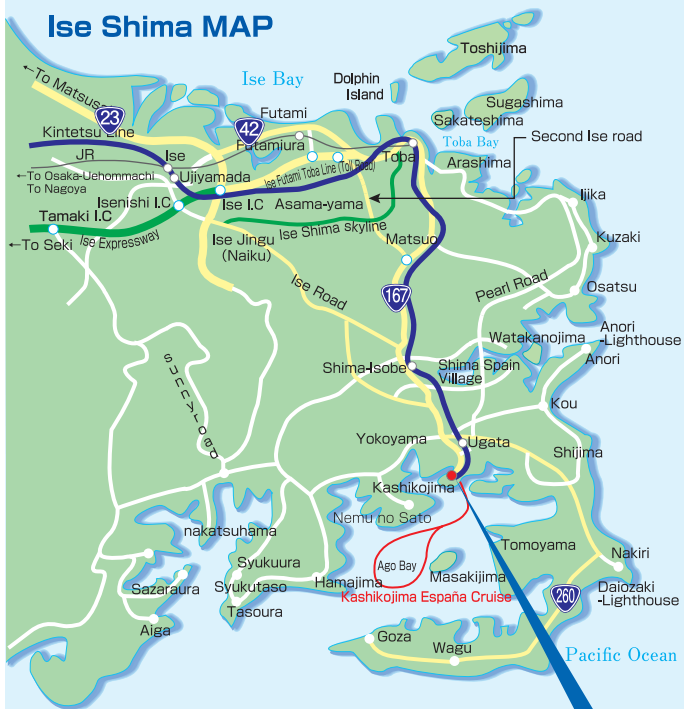 Ise Shima MAP
Toshijima
Ise Bay
Dolphin
Island
←To Matsusa
23
Futami
Sugashima
Sakateshima
42
Kintetsu Line
Futamiura
Toba Bay
Second Ise road
JR
Ise
Toba
Arashima
←To Osaka-Uehommachi
To Nagoya
Ujiyamada
Ise Futami Toba Line (Toll Road)
Isenishi I.C
Ise I.C
Asama-yama
Ijika
Tamaki I.C
Ise Expressway
←To Seki
Ise Jingu
(Naiku)
Ise Shima skyline
Matsuo
Kuzaki
Ise Road
167
Pearl Road
Osatsu
Anori
-Lighthouse
Watakanojima
Anori
sunnyroad
Shima-Isobe
Shima Spain
Village
Kou
Yokoyama
Ugata
Shijima
Kashikojima
Nemu no Sato
nakatsuhama
Tomoyama
Nakiri
Syukuura
Ago Bay
Masakijima
Sazaraura
Syukutaso
Hamajima
Kashikojima España Cruise
260
Daiozaki
-Lighthouse
Tasoura
Aiga
Goza
Wagu
Pacific Ocean